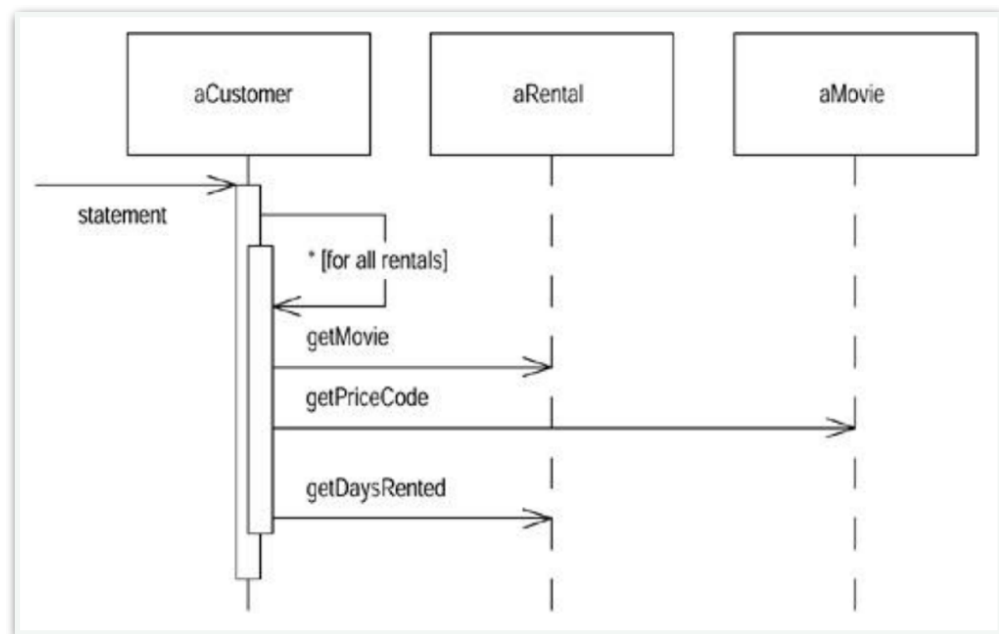 aCustomer
aRental
aMovie
statement
* [for all rentals]
getMovie
getPriceCode
getDaysRented